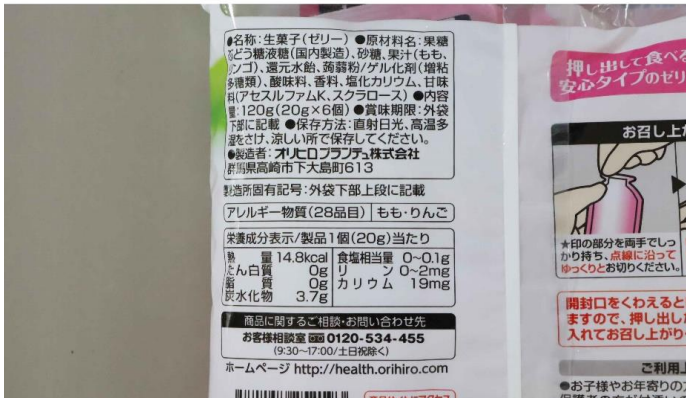 ●名称:生菓子(ゼリー) ●原材料名:果糖
ぶどう糖液糖(国内製造)、砂糖、果汁(もも、
リンゴ)、還元水飴、蒟蒻粉/ゲル化剤(増粘
多糖類)、酸味料、香料、塩化カリウム、甘味
料(アセスルファムK、スクラロース) ●内容
量:120g(20g×6個) ●賞味期限:外袋
下部に記載 ●保存方法:直射日光、高温多
湿をさけ、涼しい所で保存してください。
●製造者:オリヒロプランデュ株式会社
群馬県高崎市下大島町613
製造所固有記号:外袋下部上段に記載
アレルギー物質(28品目) もも・りんご
栄養成分表示/製品1個(20g)当たり
熱量 14.8kcal 食塩相当量 0~0.1g
たん白質 0g リン 0~2mg
脂質 0g カリウム 19mg
炭水化物 3.7g
商品に関するご相談・お問い合わせ先
お客様相談室 0120-534-455
(9:30~17:00/土日祝除く)
ホームページ http://health.orihiro.com
押し出して食べる
安心タイプのゼリ
お召し上が
★印の部分を両手でしっ
かり持ち、点線に沿って
ゆっくりとお切りください。
開封口をくわえると
ますので、押し出し
入れてお召し上がり
ご利用上
●お子様やお年寄りの方